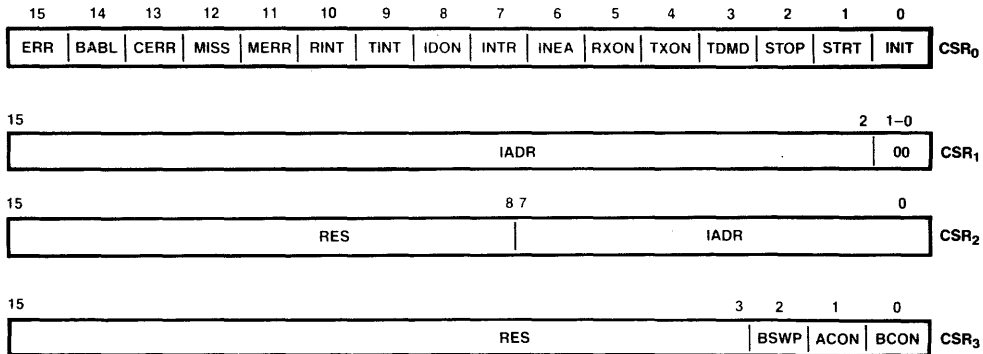 15 14 13 12 11 10 9 8 7 6 5 4 3 2 1 0
ERR BABL CERR MISS MERR RINT TINT IDON INTR INEA RXON TXON TDMD STOP STRT INIT CSR₀
15 2 1–0
IADR 00 CSR₁
15 8 7 0
RES IADR CSR₂
15 3 2 1 0
RES BSWP ACON BCON CSR₃